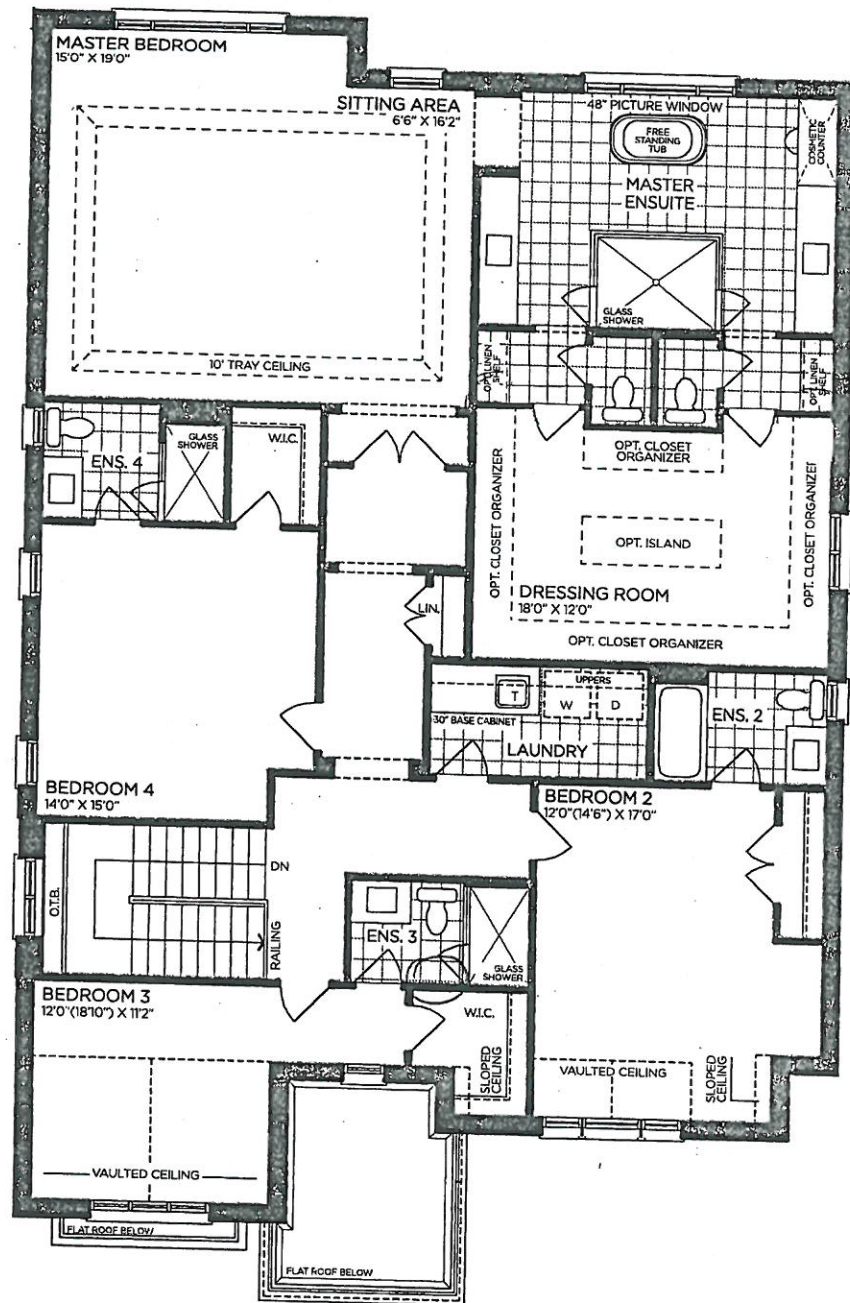 MASTER BEDROOM
15'0" X 19'0"
SITTING AREA
6'6" X 16'2"
48" PICTURE WINDOW
FREE
STANDING
TUB
COSMETIC
COUNTER
MASTER
ENSUITE
GLASS
SHOWER
10' TRAY CEILING
OPT. LINEN
SHELF
OPT. LINEN
SHELF
ENS. 4
GLASS
SHOWER
W.I.C.
OPT. CLOSET
ORGANIZER
OPT. CLOSET ORGANIZER
OPT. CLOSET ORGANIZER
OPT. ISLAND
DRESSING ROOM
18'0" X 12'0"
OPT. CLOSET ORGANIZER
LIN.
UPPERS
T
W
D
30" BASE CABINET
LAUNDRY
ENS. 2
BEDROOM 4
14'0" X 15'0"
BEDROOM 2
12'0"(14'6") X 17'0"
DN
O.T.B.
RAILING
ENS. 3
GLASS
SHOWER
BEDROOM 3
12'0"(18'10") X 11'2"
W.I.C.
SLOPED
CEILING
VAULTED CEILING
SLOPED
CEILING
VAULTED CEILING
FLAT ROOF BELOW
FLAT ROOF BELOW